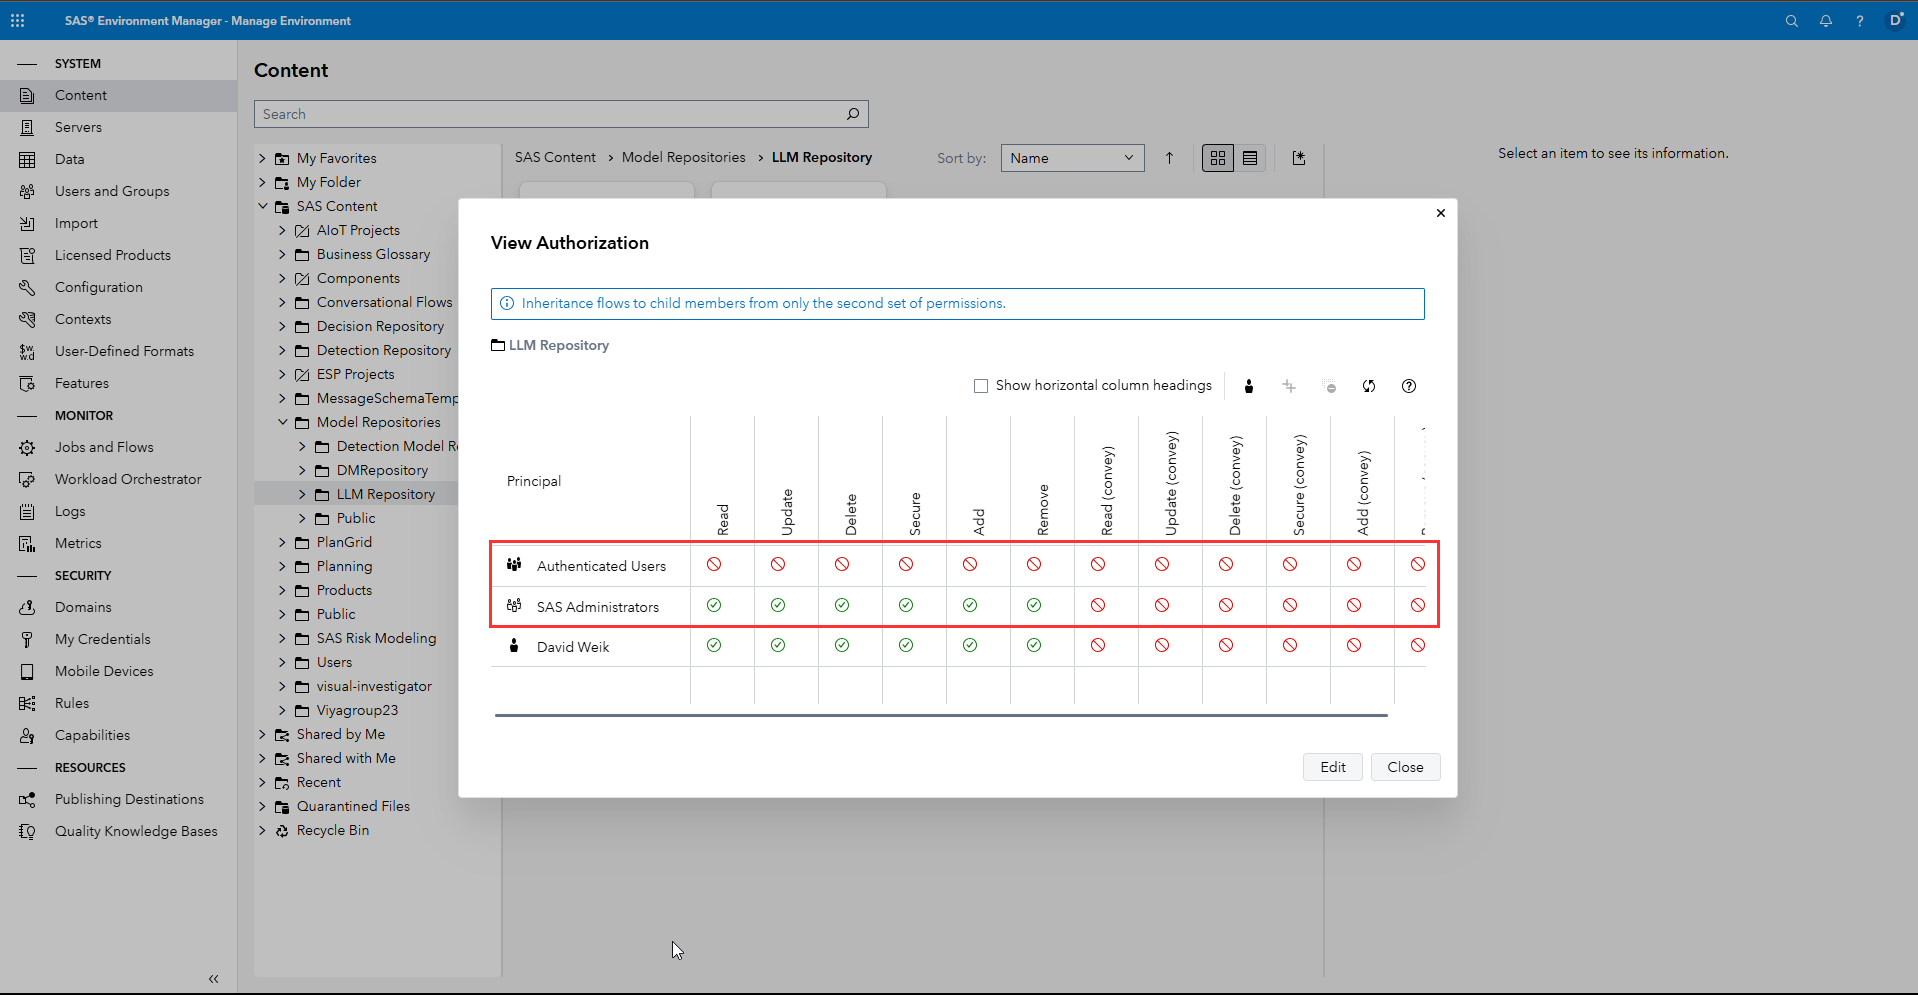 SAS® Environment Manager - Manage Environment
D
SYSTEM
Content
Servers
Data
Users and Groups
Import
Licensed Products
Configuration
Contexts
User-Defined Formats
Features
MONITOR
Jobs and Flows
Workload Orchestrator
Logs
Metrics
SECURITY
Domains
My Credentials
Mobile Devices
Rules
Capabilities
RESOURCES
Publishing Destinations
Quality Knowledge Bases
Content
Search
My Favorites
My Folder
SAS Content
AIoT Projects
Business Glossary
Components
Conversational Flows
Decision Repository
Detection Repository
ESP Projects
MessageSchemaTemp
Model Repositories
Detection Model R
DMRepository
LLM Repository
Public
PlanGrid
Planning
Products
Public
SAS Risk Modeling
Users
visual-investigator
Viyagroup23
Shared by Me
Shared with Me
Recent
Quarantined Files
Recycle Bin
SAS Content > Model Repositories > LLM Repository
Sort by: Name
Select an item to see its information.
View Authorization
Inheritance flows to child members from only the second set of permissions.
LLM Repository
Show horizontal column headings
Principal
Read
Update
Delete
Secure
Add
Remove
Read (convey)
Update (convey)
Delete (convey)
Secure (convey)
Add (convey)
Authenticated Users
SAS Administrators
David Weik
Edit
Close